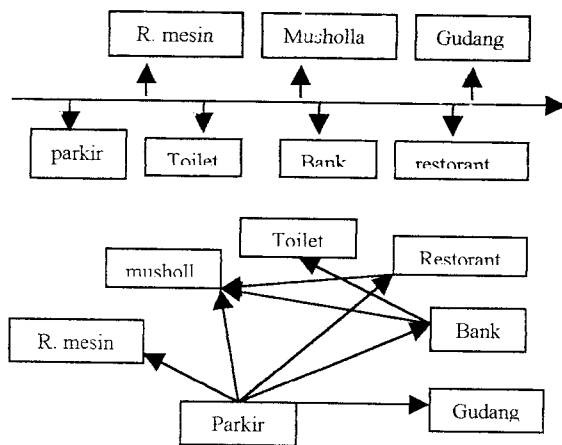 R. mesin Musholla Gudang
parkir Toilet Bank restorant
Toilet Restorant
musholl
Bank
R. mesin
Parkir Gudang